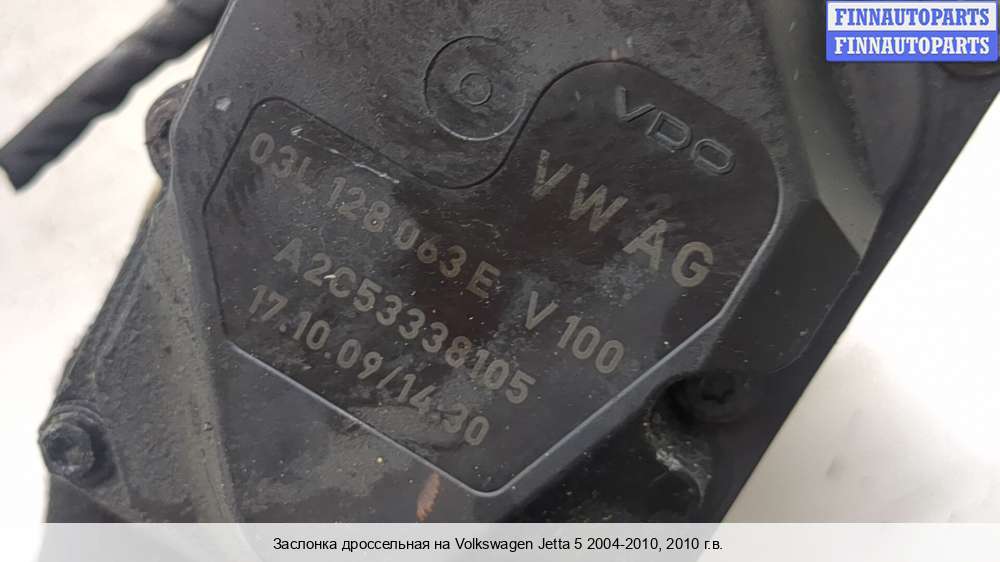 FINNAUTOPARTS
FINNAUTOPARTS
VDO
VW AG
03L 128 063 E V 100
A2C53338105
17.10.09/14:30
Заслонка дроссельная на Volkswagen Jetta 5 2004-2010, 2010 г.в.